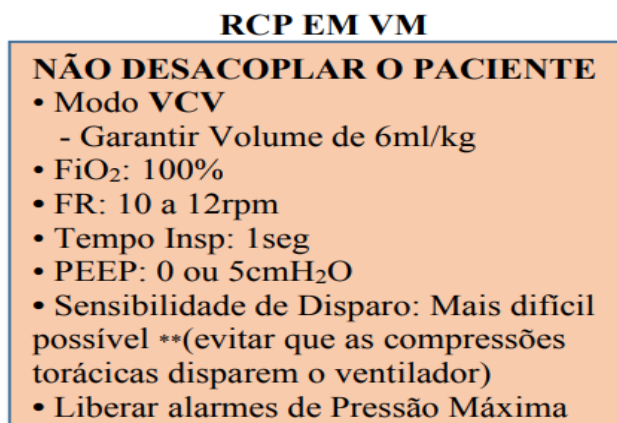 RCP EM VM
NÃO DESACOPLAR O PACIENTE
• Modo VCV
- Garantir Volume de 6ml/kg
• FiO₂: 100%
• FR: 10 a 12rpm
• Tempo Insp: 1seg
• PEEP: 0 ou 5cmH₂O
• Sensibilidade de Disparo: Mais difícil
possível **(evitar que as compressões
torácicas disparem o ventilador)
• Liberar alarmes de Pressão Máxima